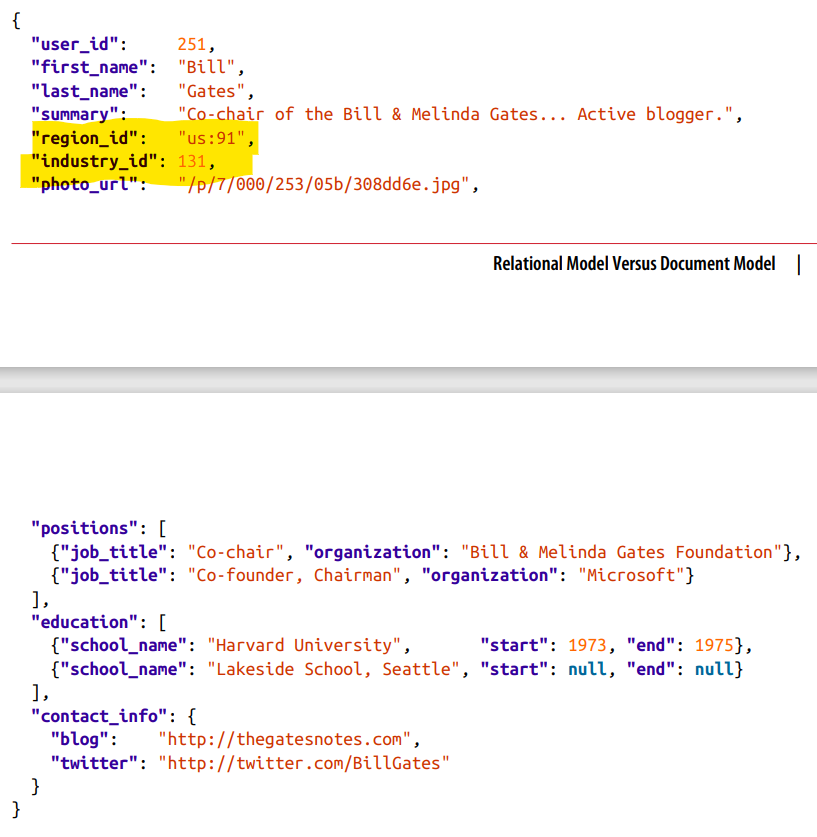 {
"user_id": 251,
"first_name": "Bill",
"last_name": "Gates",
"summary": "Co-chair of the Bill & Melinda Gates... Active blogger.",
"region_id": "us:91",
"industry_id": 131,
"photo_url": "/p/7/000/253/05b/308dd6e.jpg",
Relational Model Versus Document Model |
"positions": [
{"job_title": "Co-chair", "organization": "Bill & Melinda Gates Foundation"},
{"job_title": "Co-founder, Chairman", "organization": "Microsoft"}
],
"education": [
{"school_name": "Harvard University", "start": 1973, "end": 1975},
{"school_name": "Lakeside School, Seattle", "start": null, "end": null}
],
"contact_info": {
"blog": "http://thegatesnotes.com",
"twitter": "http://twitter.com/BillGates"
}
}